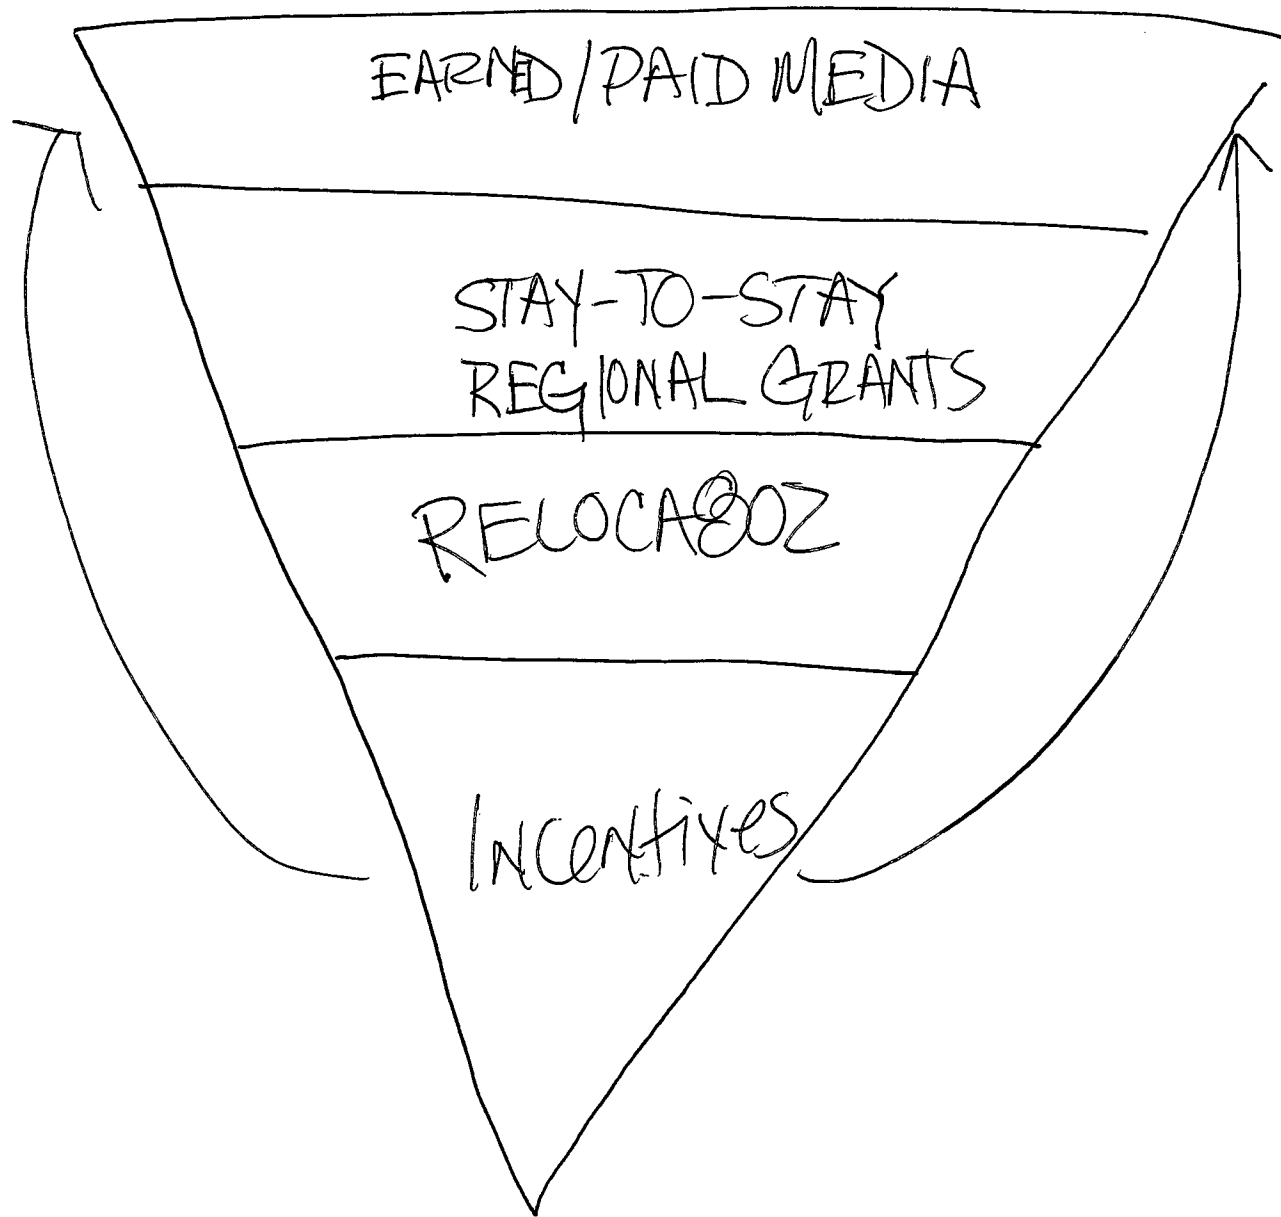 EARNED/PAID MEDIA
STAY-TO-STAY
REGIONAL GRANTS
RELOCA802
INCENtives